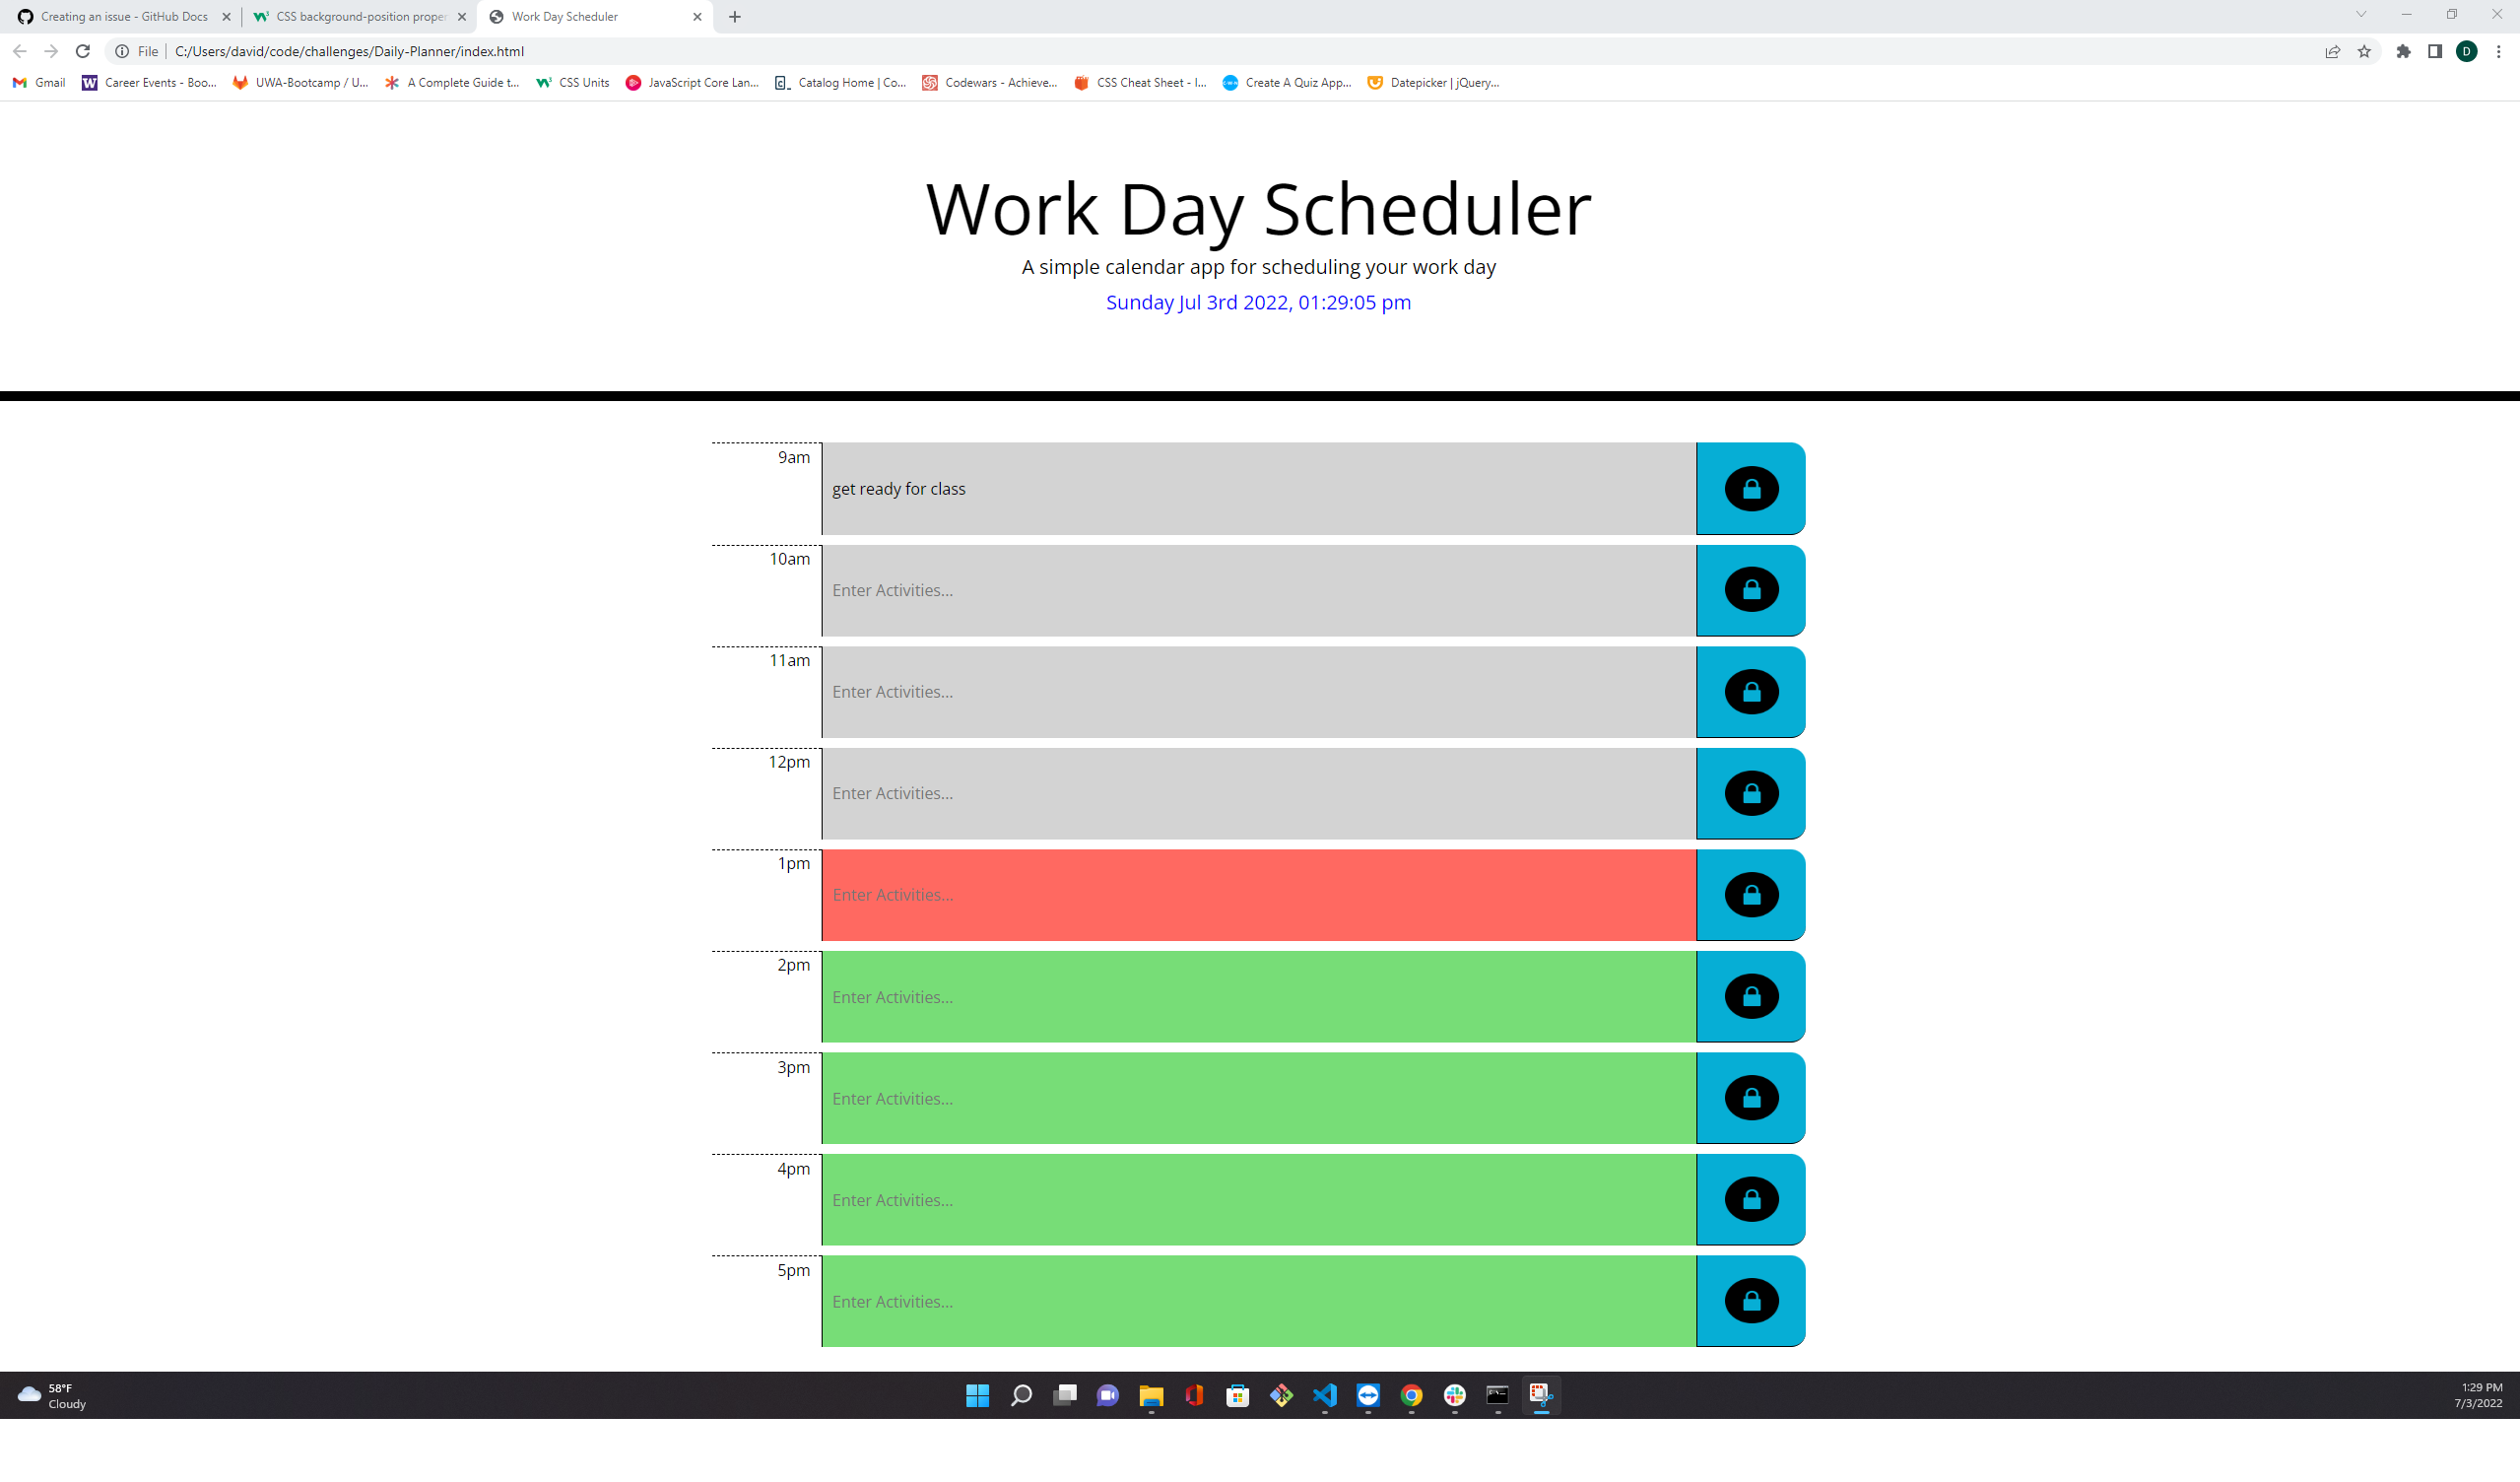 Creating an issue - GitHub Docs
CSS background-position proper
Work Day Scheduler
File
C:/Users/david/code/challenges/Daily-Planner/index.html
D
Gmail
W
Career Events - Boo...
UWA-Bootcamp / U...
A Complete Guide t...
CSS Units
JavaScript Core Lan...
Catalog Home | Co...
Codewars - Achieve...
CSS Cheat Sheet - I...
Create A Quiz App...
Datepicker | jQuery...
Work Day Scheduler
A simple calendar app for scheduling your work day
Sunday Jul 3rd 2022, 01:29:05 pm
9am
get ready for class
10am
Enter Activities...
11am
Enter Activities...
12pm
Enter Activities...
1pm
Enter Activities...
2pm
Enter Activities...
3pm
Enter Activities...
4pm
Enter Activities...
5pm
Enter Activities...
58°F
Cloudy
1:29 PM
7/3/2022